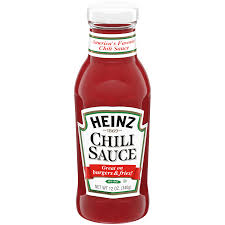 America's Favorite
Chili Sauce
HEINZ
1869
CHILI
SAUCE
Great on
burgers & fries!
NET WT 12 OZ (340g)